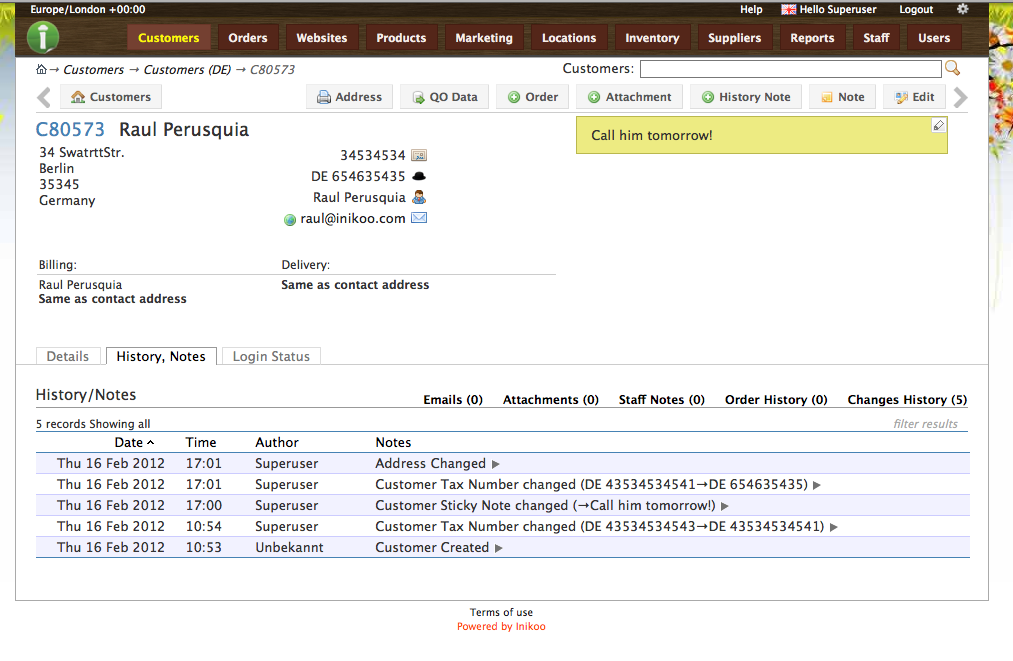 Europe/London +00:00 Help Hello Superuser Logout
Customers Orders Websites Products Marketing Locations Inventory Suppliers Reports Staff Users
→ Customers → Customers (DE) → C80573 Customers:
Customers Address QO Data Order Attachment History Note Note Edit
C80573 Raul Perusquia
Call him tomorrow!
34 SwatrttStr.
Berlin
35345
Germany
34534534
DE 654635435
Raul Perusquia
raul@inikoo.com
Billing:
Raul Perusquia
Same as contact address
Delivery:
Same as contact address
Details History, Notes Login Status
History/Notes Emails (0) Attachments (0) Staff Notes (0) Order History (0) Changes History (5)
5 records Showing all filter results
Date Time Author Notes
Thu 16 Feb 2012 17:01 Superuser Address Changed ▶
Thu 16 Feb 2012 17:01 Superuser Customer Tax Number changed (DE 43534534541→DE 654635435) ▶
Thu 16 Feb 2012 17:00 Superuser Customer Sticky Note changed (→Call him tomorrow!) ▶
Thu 16 Feb 2012 10:54 Superuser Customer Tax Number changed (DE 43534534543→DE 43534534541) ▶
Thu 16 Feb 2012 10:53 Unbekannt Customer Created ▶
Terms of use
Powered by Inikoo